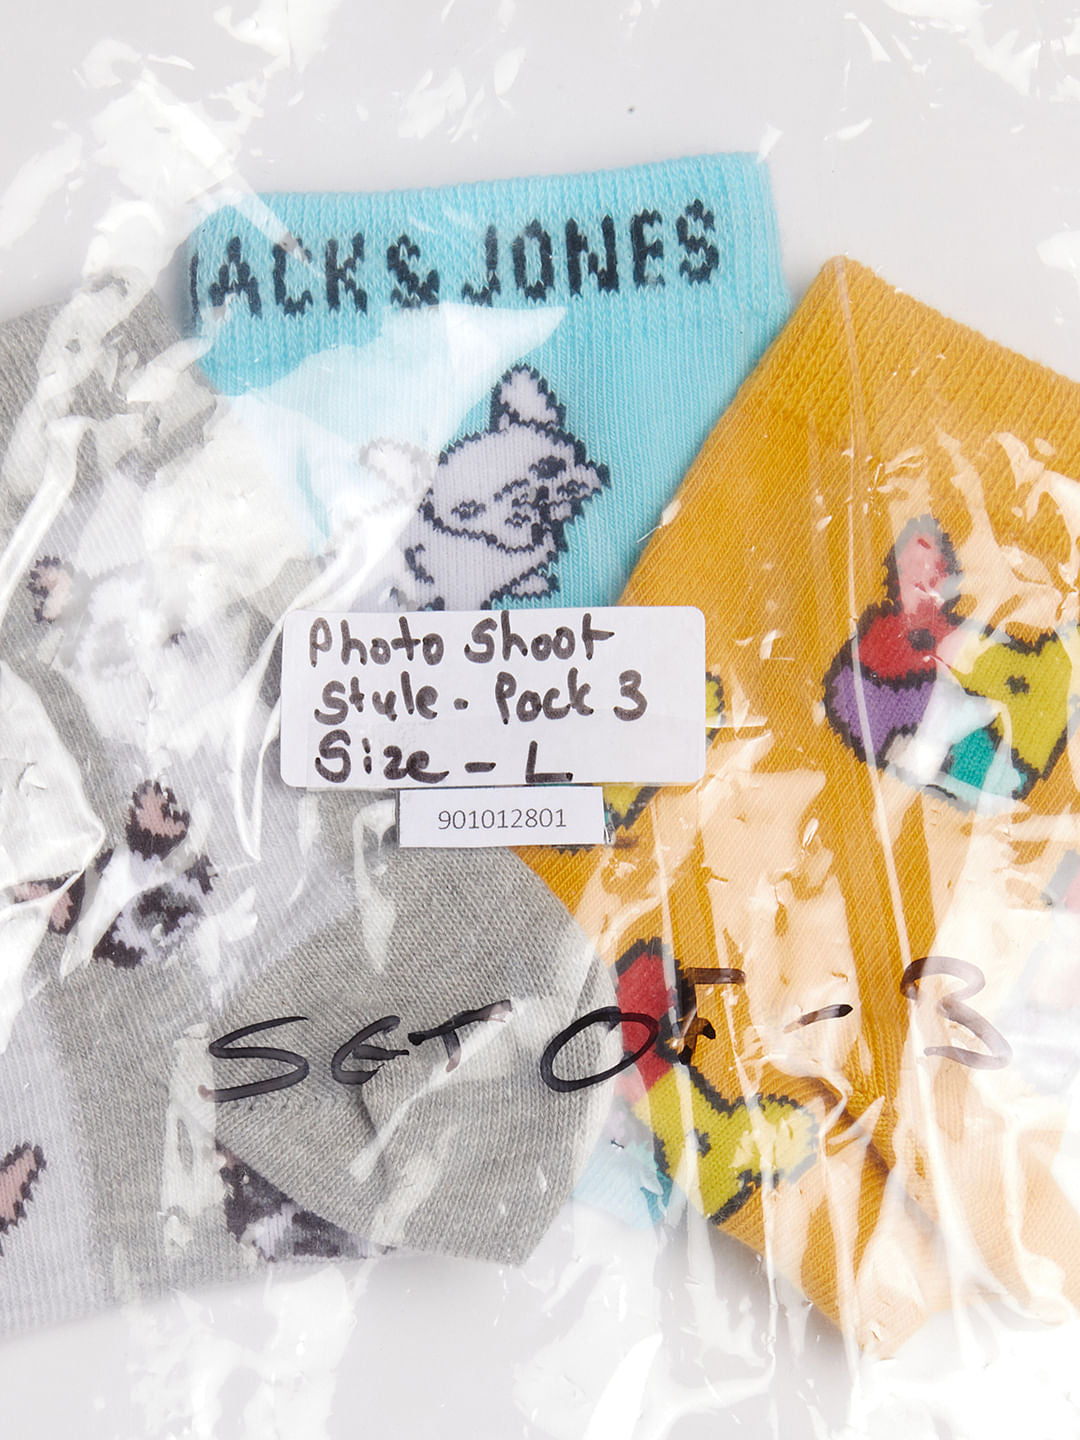 JACK & JONES
Photo Shoot
Style - Pack 3
Size - L
901012801
SET OF - 3